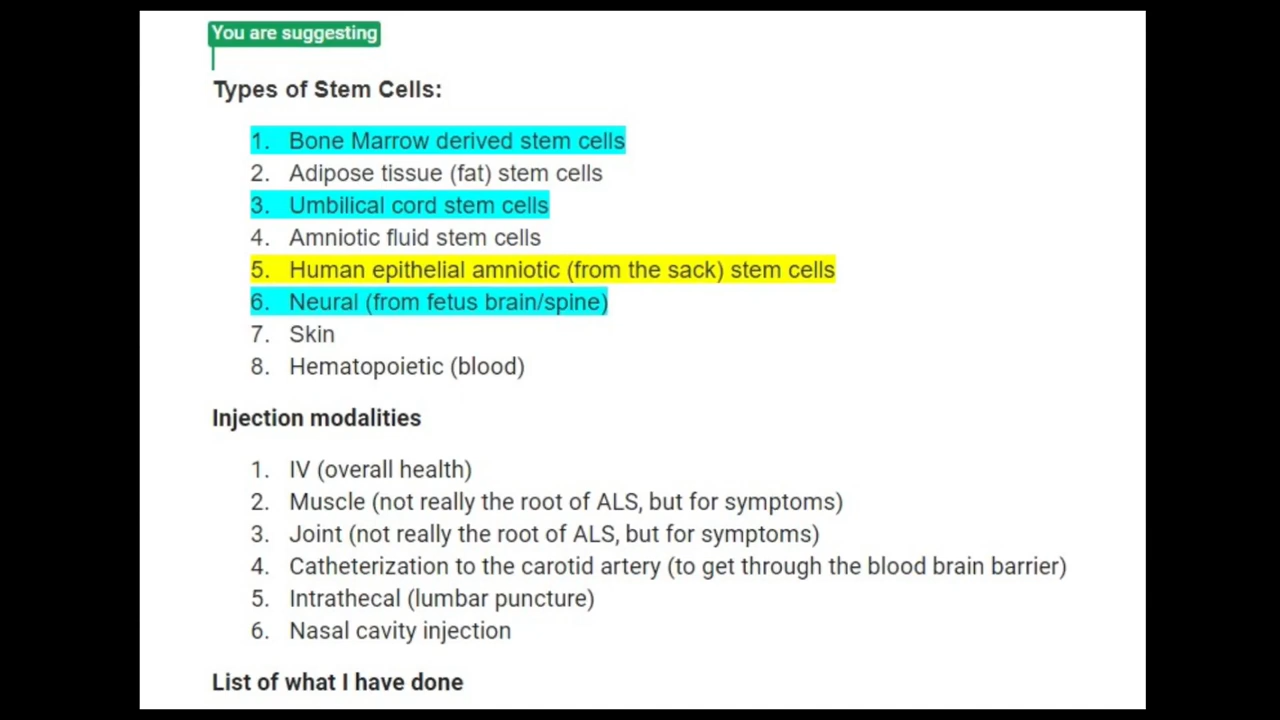 You are suggesting
Types of Stem Cells:
1. Bone Marrow derived stem cells
2. Adipose tissue (fat) stem cells
3. Umbilical cord stem cells
4. Amniotic fluid stem cells
5. Human epithelial amniotic (from the sack) stem cells
6. Neural (from fetus brain/spine)
7. Skin
8. Hematopoietic (blood)
Injection modalities
1. IV (overall health)
2. Muscle (not really the root of ALS, but for symptoms)
3. Joint (not really the root of ALS, but for symptoms)
4. Catheterization to the carotid artery (to get through the blood brain barrier)
5. Intrathecal (lumbar puncture)
6. Nasal cavity injection
List of what I have done